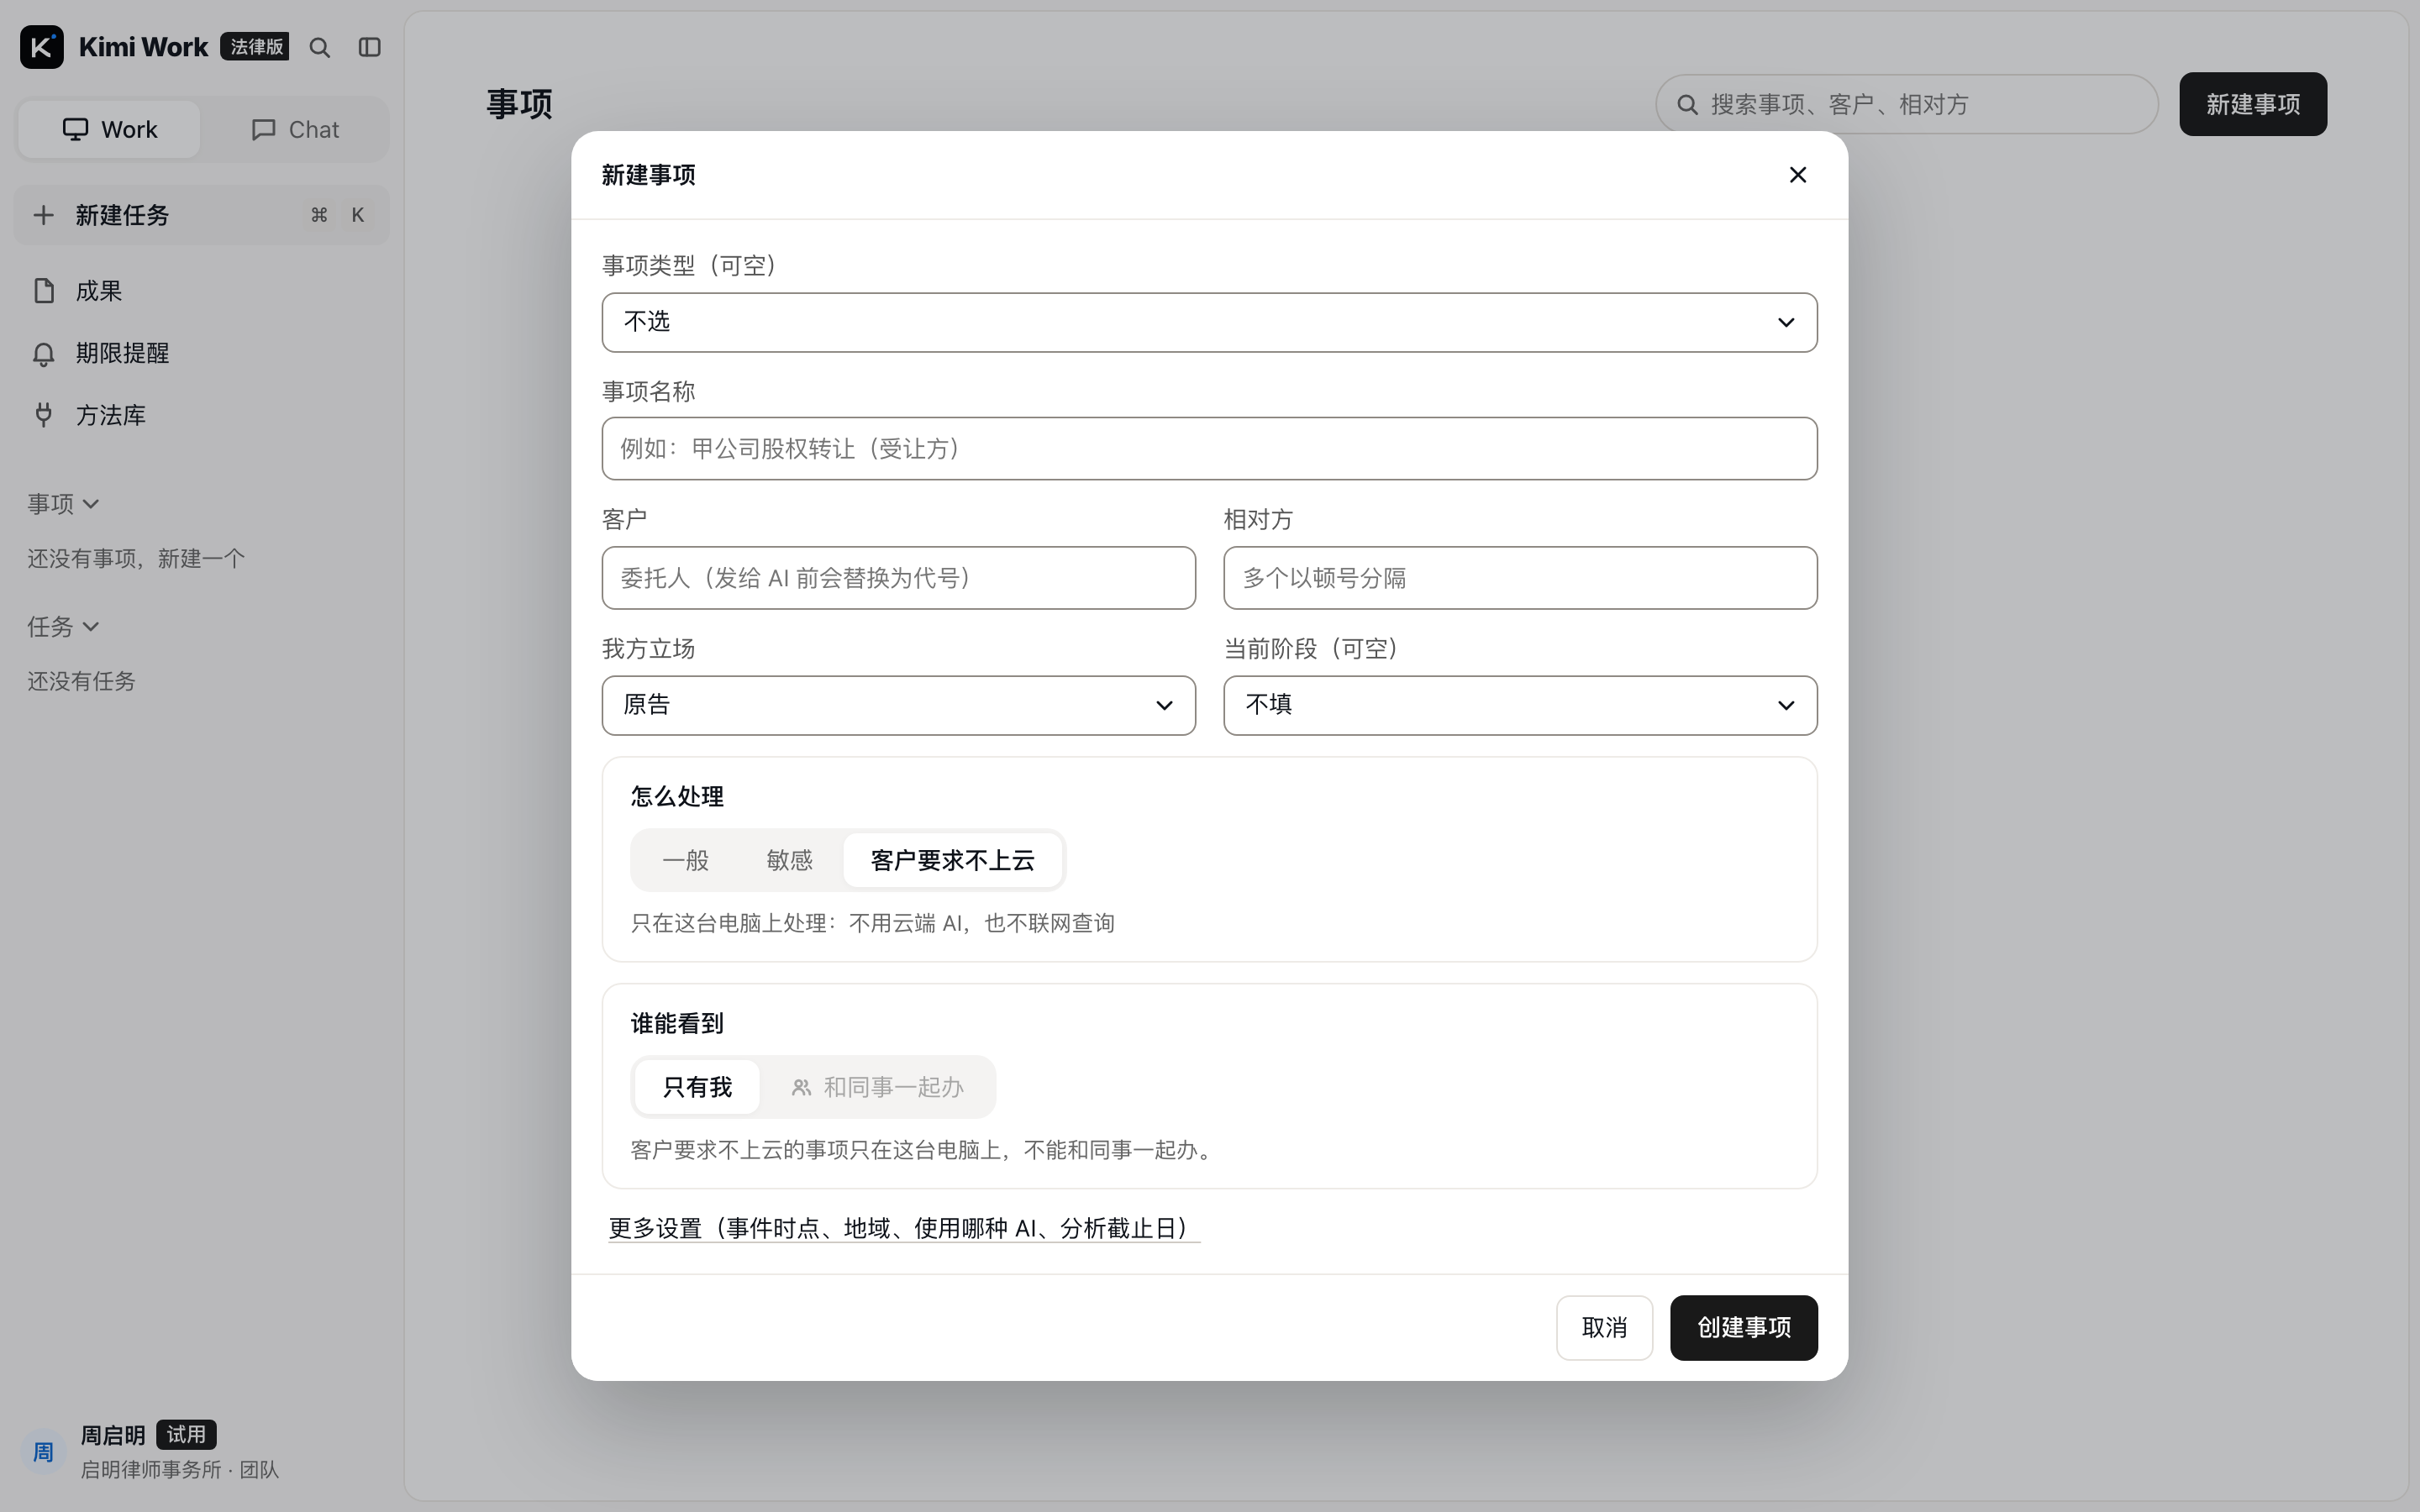 Kimi Work 法律版
Work
Chat
新建任务 ⌘ K
成果
期限提醒
方法库
事项
还没有事项，新建一个
任务
还没有任务
周 周启明 试用
启明律师事务所 · 团队
事项
搜索事项、客户、相对方
新建事项
新建事项
事项类型（可空）
不选
事项名称
例如：甲公司股权转让（受让方）
客户
相对方
委托人（发给 AI 前会替换为代号）
多个以顿号分隔
我方立场
当前阶段（可空）
原告
不填
怎么处理
一般 敏感 客户要求不上云
只在这台电脑上处理：不用云端 AI，也不联网查询
谁能看到
只有我 和同事一起办
客户要求不上云的事项只在这台电脑上，不能和同事一起办。
更多设置（事件时点、地域、使用哪种 AI、分析截止日）
取消
创建事项